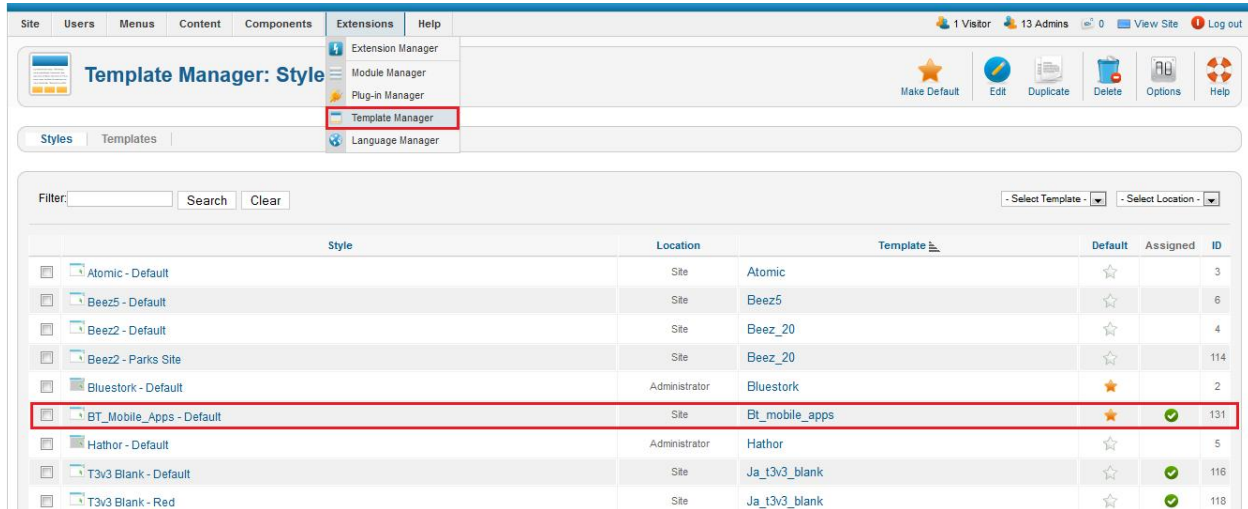 Site Users Menus Content Components Extensions Help 1 Visitor 13 Admins 0 View Site Log out
Extension Manager
Template Manager: Style
Module Manager
Plug-in Manager
Template Manager
Language Manager
Make Default Edit Duplicate Delete Options Help
Styles Templates
Filter: Search Clear - Select Template - - Select Location -
Style Location Template Default Assigned ID
Atomic - Default Site Atomic 3
Beez5 - Default Site Beez5 6
Beez2 - Default Site Beez_20 4
Beez2 - Parks Site Site Beez_20 114
Bluestork - Default Administrator Bluestork 2
BT_Mobile_Apps - Default Site Bt_mobile_apps 131
Hathor - Default Administrator Hathor 5
T3v3 Blank - Default Site Ja_t3v3_blank 116
T3v3 Blank - Red Site Ja_t3v3_blank 118